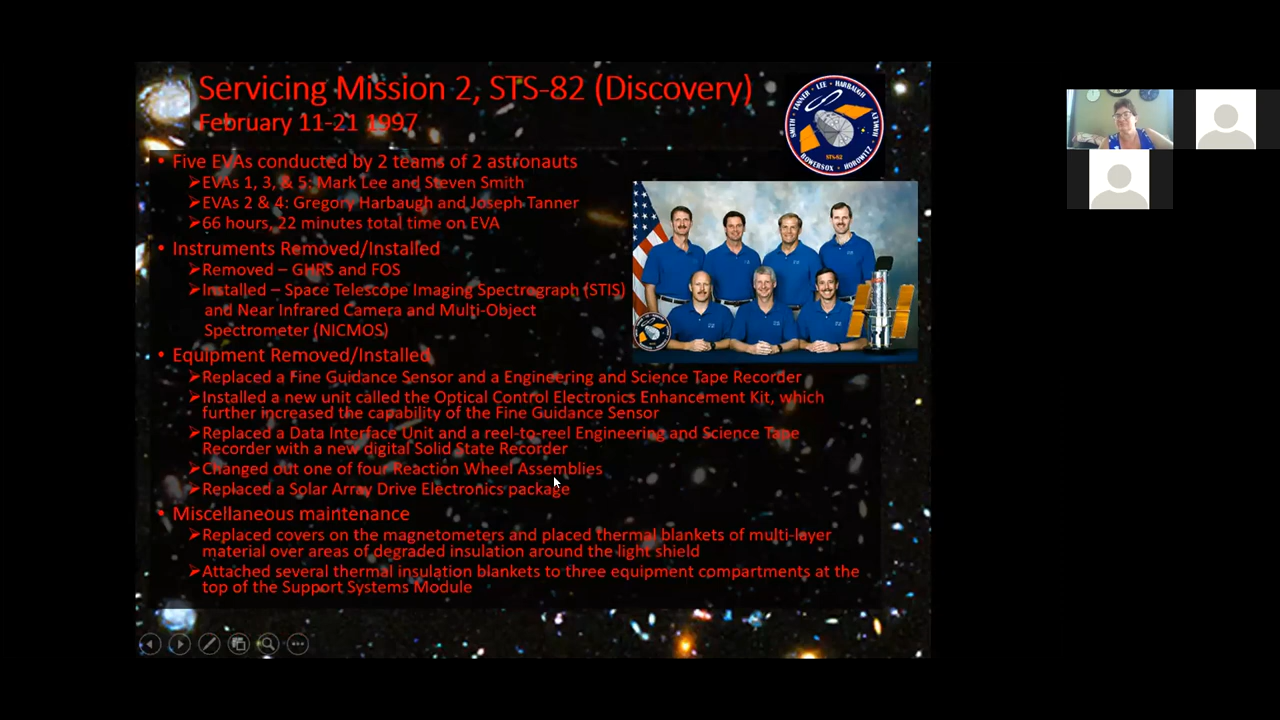 Servicing Mission 2, STS-82 (Discovery)
February 11-21 1997
SMITH • TANNER • LEE • HARBAUGH • HAWLEY
STS-82
BOWERSOX • HOROWITZ
• Five EVAs conducted by 2 teams of 2 astronauts
➢EVAs 1, 3, & 5: Mark Lee and Steven Smith
➢EVAs 2 & 4: Gregory Harbaugh and Joseph Tanner
➢66 hours, 22 minutes total time on EVA
• Instruments Removed/Installed
➢Removed – GHRS and FOS
➢Installed – Space Telescope Imaging Spectrograph (STIS)
and Near Infrared Camera and Multi-Object
Spectrometer (NICMOS)
• Equipment Removed/Installed
➢Replaced a Fine Guidance Sensor and a Engineering and Science Tape Recorder
➢Installed a new unit called the Optical Control Electronics Enhancement Kit, which
further increased the capability of the Fine Guidance Sensor
➢Replaced a Data Interface Unit and a reel-to-reel Engineering and Science Tape
Recorder with a new digital Solid State Recorder
➢Changed out one of four Reaction Wheel Assemblies
➢Replaced a Solar Array Drive Electronics package
• Miscellaneous maintenance
➢Replaced covers on the magnetometers and placed thermal blankets of multi-layer
material over areas of degraded insulation around the light shield
➢Attached several thermal insulation blankets to three equipment compartments at the
top of the Support Systems Module